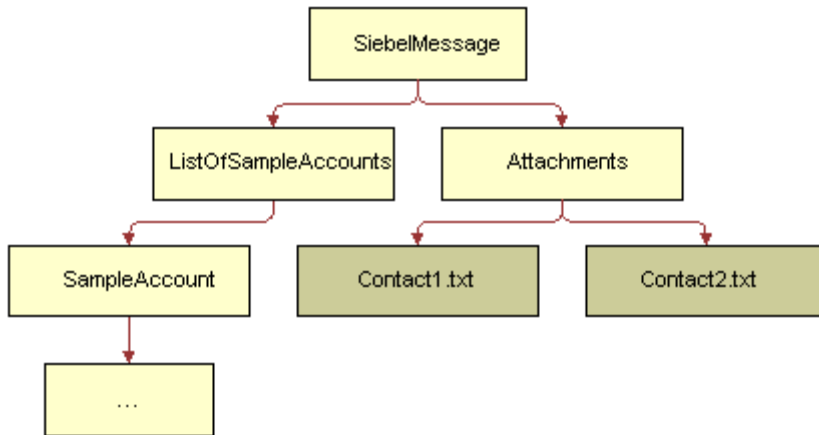 SiebelMessage
ListOfSampleAccounts
Attachments
SampleAccount
Contact1.txt
Contact2.txt
...